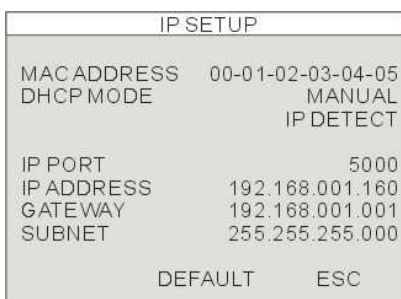 IP SETUP
MAC ADDRESS 00-01-02-03-04-05
DHCP MODE MANUAL
IP DETECT
IP PORT 5000
IP ADDRESS 192.168.001.160
GATEWAY 192.168.001.001
SUBNET 255.255.255.000
DEFAULT ESC